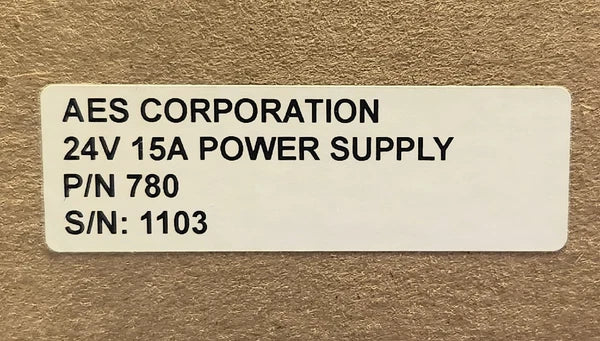 AES CORPORATION
24V 15A POWER SUPPLY
P/N 780
S/N: 1103